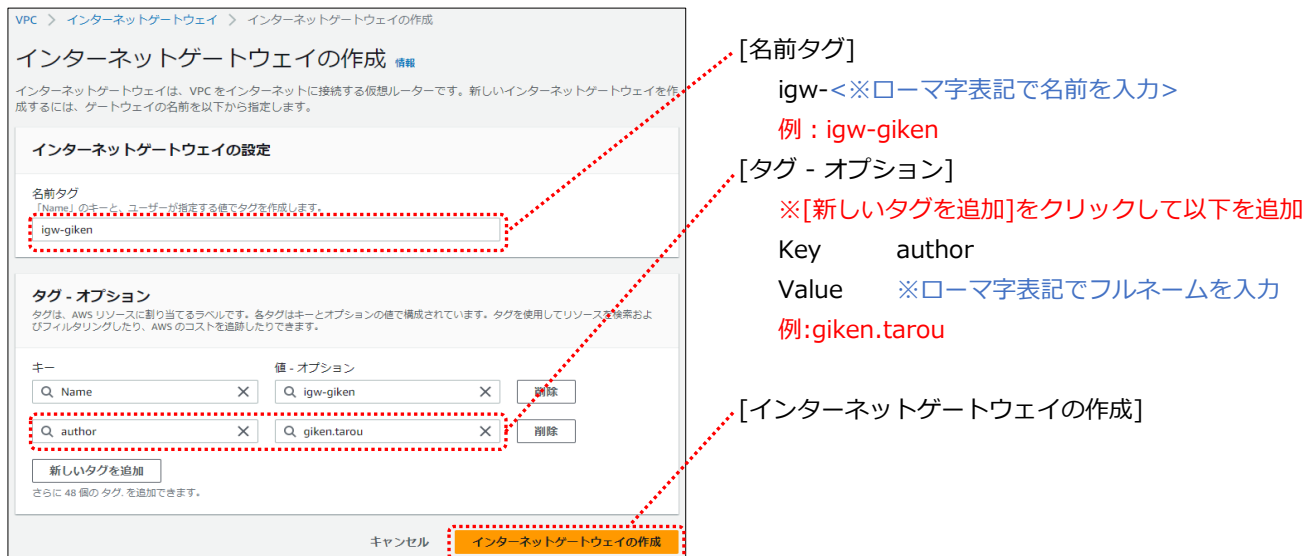 VPC > インターネットゲートウェイ > インターネットゲートウェイの作成
インターネットゲートウェイの作成 情報
インターネットゲートウェイは、VPC をインターネットに接続する仮想ルーターです。新しいインターネットゲートウェイを作
成するには、ゲートウェイの名前を以下から指定します。
インターネットゲートウェイの設定
名前タグ
「Name」のキーと、ユーザーが指定する値でタグを作成します。
igw-giken
タグ - オプション
タグは、AWS リソースに割り当てるラベルです。各タグはキーとオプションの値で構成されています。タグを使用してリソースを検索およ
びフィルタリングしたり、AWS のコストを追跡したりできます。
キー 値 - オプション
Name igw-giken 削除
author giken.tarou 削除
新しいタグを追加
さらに 48 個の タグ. を追加できます。
キャンセル インターネットゲートウェイの作成
[名前タグ]
igw-<※ローマ字表記で名前を入力>
例：igw-giken
[タグ - オプション]
※[新しいタグを追加]をクリックして以下を追加
Key author
Value ※ローマ字表記でフルネームを入力
例:giken.tarou
[インターネットゲートウェイの作成]